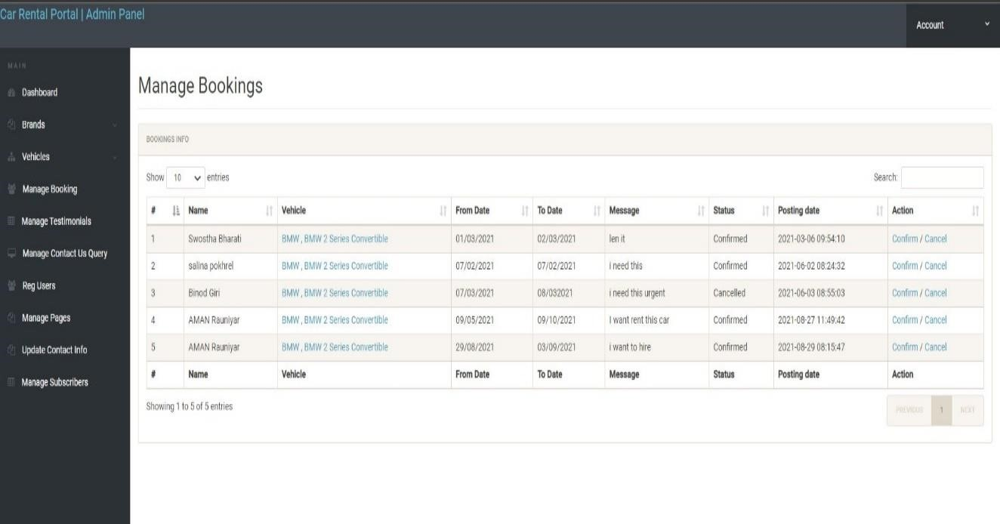 Car Rental Portal | Admin Panel
Account
MAIN
Dashboard
Brands
Vehicles
Manage Booking
Manage Testimonials
Manage Contact Us Query
Reg Users
Manage Pages
Update Contact Info
Manage Subscribers
Manage Bookings
BOOKINGS INFO
Show 10 entries Search:
# Name Vehicle From Date To Date Message Status Posting date Action
1 Swostha Bharati BMW , BMW 2 Series Convertible 01/03/2021 02/03/2021 len it Confirmed 2021-03-06 09:54:10 Confirm / Cancel
2 salina pokhrel BMW , BMW 2 Series Convertible 07/02/2021 07/02/2021 i need this Confirmed 2021-06-02 08:24:32 Confirm / Cancel
3 Binod Giri BMW , BMW 2 Series Convertible 07/03/2021 08/032021 i need this urgent Cancelled 2021-06-03 08:55:03 Confirm / Cancel
4 AMAN Rauniyar BMW , BMW 2 Series Convertible 09/05/2021 09/10/2021 I want rent this car Confirmed 2021-08-27 11:49:42 Confirm / Cancel
5 AMAN Rauniyar BMW , BMW 2 Series Convertible 29/08/2021 03/09/2021 i want to hire Confirmed 2021-08-29 08:15:47 Confirm / Cancel
# Name Vehicle From Date To Date Message Status Posting date Action
Showing 1 to 5 of 5 entries
PREVIOUS 1 NEXT